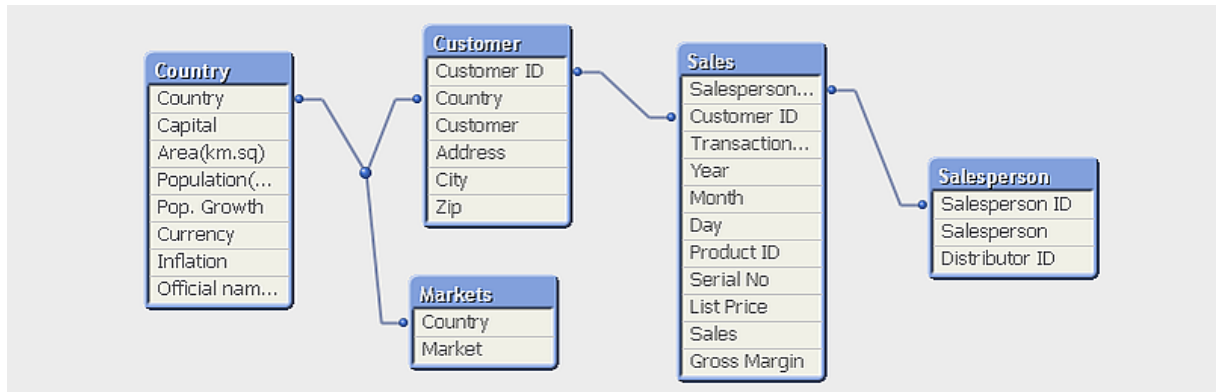 Country
Country
Capital
Area(km.sq)
Population(...
Pop. Growth
Currency
Inflation
Official nam...
Customer
Customer ID
Country
Customer
Address
City
Zip
Markets
Country
Market
Sales
Salesperson...
Customer ID
Transaction...
Year
Month
Day
Product ID
Serial No
List Price
Sales
Gross Margin
Salesperson
Salesperson ID
Salesperson
Distributor ID